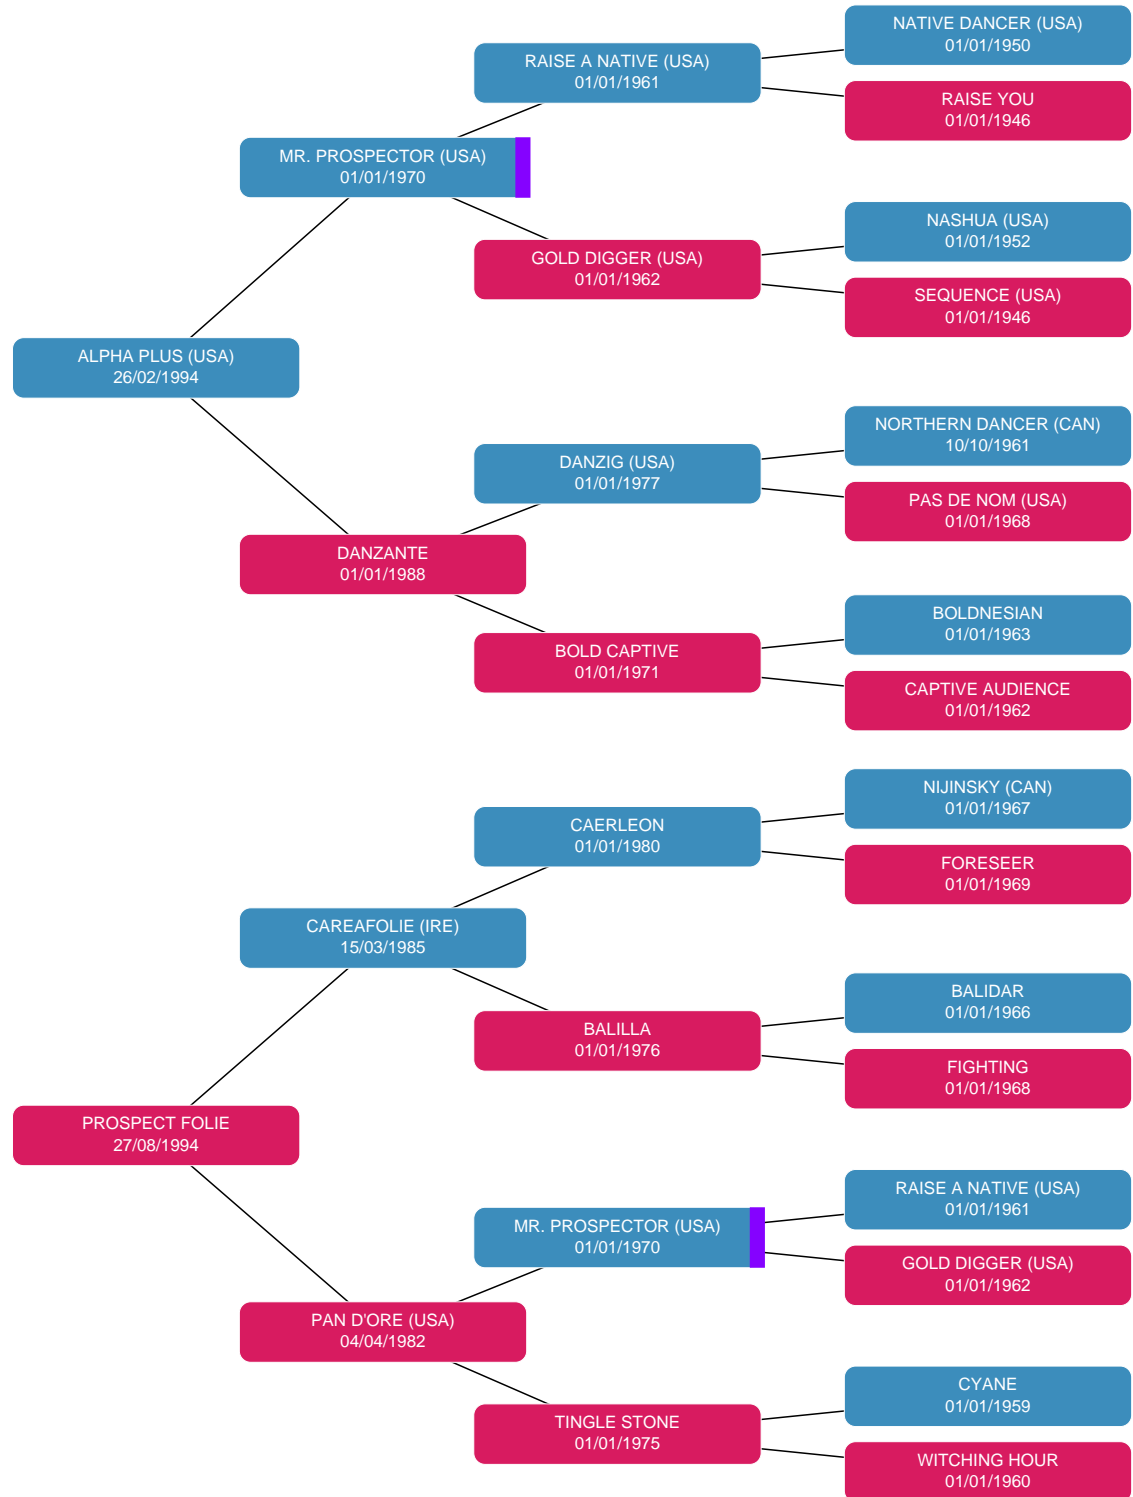 NATIVE DANCER (USA)
01/01/1950
RAISE A NATIVE (USA)
01/01/1961
RAISE YOU
01/01/1946
MR. PROSPECTOR (USA)
01/01/1970
NASHUA (USA)
01/01/1952
GOLD DIGGER (USA)
01/01/1962
SEQUENCE (USA)
01/01/1946
ALPHA PLUS (USA)
26/02/1994
NORTHERN DANCER (CAN)
10/10/1961
DANZIG (USA)
01/01/1977
PAS DE NOM (USA)
01/01/1968
DANZANTE
01/01/1988
BOLDNESIAN
01/01/1963
BOLD CAPTIVE
01/01/1971
CAPTIVE AUDIENCE
01/01/1962
NIJINSKY (CAN)
01/01/1967
CAERLEON
01/01/1980
FORESEER
01/01/1969
CAREAFOLIE (IRE)
15/03/1985
BALIDAR
01/01/1966
BALILLA
01/01/1976
FIGHTING
01/01/1968
PROSPECT FOLIE
27/08/1994
RAISE A NATIVE (USA)
01/01/1961
MR. PROSPECTOR (USA)
01/01/1970
GOLD DIGGER (USA)
01/01/1962
PAN D'ORE (USA)
04/04/1982
CYANE
01/01/1959
TINGLE STONE
01/01/1975
WITCHING HOUR
01/01/1960